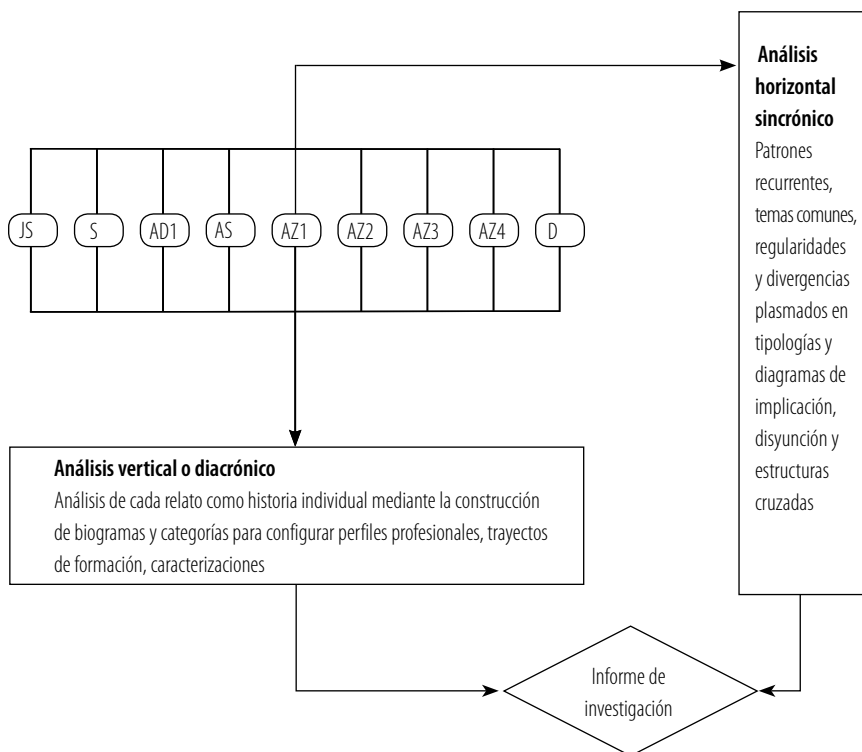 Análisis
horizontal
sincrónico
Patrones
recurrentes,
temas comunes,
regularidades
y divergencias
plasmados en
tipologías y
diagramas de
implicación,
disyunción y
estructuras
cruzadas
JS S AD1 AS AZ1 AZ2 AZ3 AZ4 D
Análisis vertical o diacrónico
Análisis de cada relato como historia individual mediante la construcción
de biogramas y categorías para configurar perfiles profesionales, trayectos
de formación, caracterizaciones
Informe de
investigación